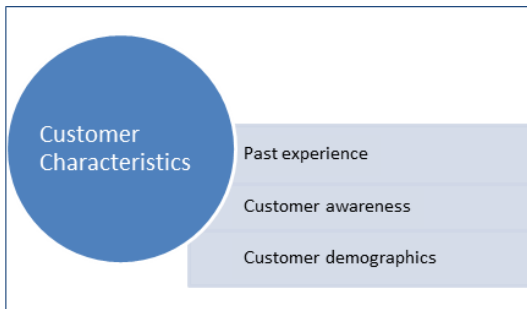 Customer
Characteristics
Past experience
Customer awareness
Customer demographics